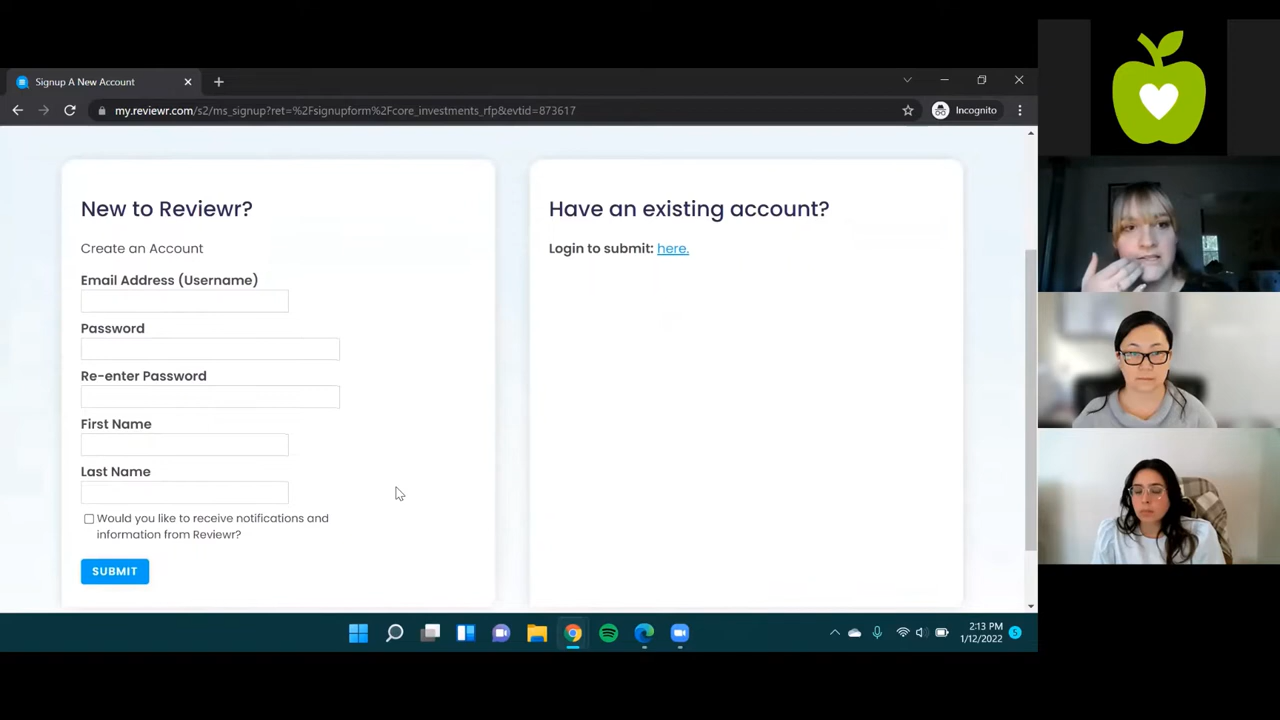 Signup A New Account
my.reviewr.com/s2/ms_signup?ret=%2Fsignupform%2Fcore_investments_rfp&evtid=873617
Incognito
New to Reviewr?
Create an Account
Email Address (Username)
Password
Re-enter Password
First Name
Last Name
Would you like to receive notifications and
information from Reviewr?
SUBMIT
Have an existing account?
Login to submit: here.
2:13 PM
1/12/2022
5